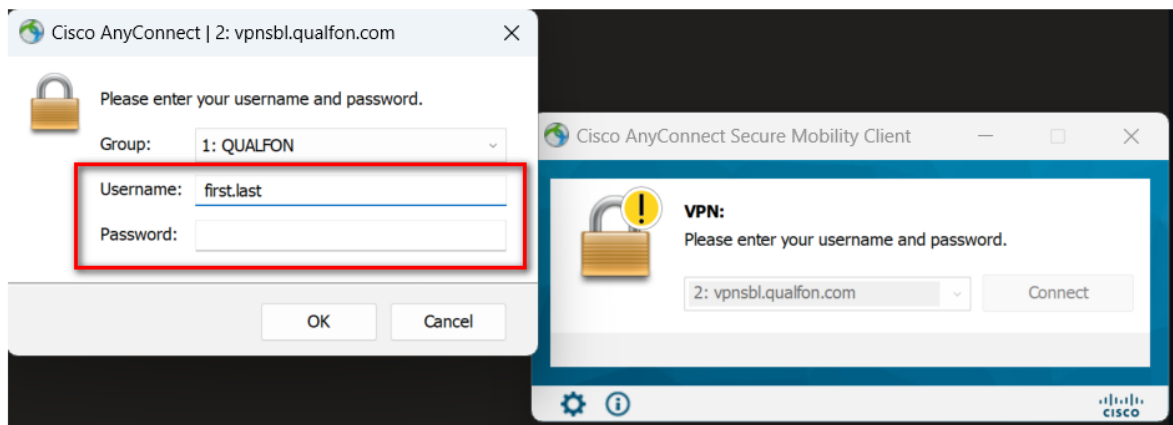 Cisco AnyConnect | 2: vpnsbl.qualfon.com
Please enter your username and password.
Group: 1: QUALFON
Username: first.last
Password:
OK Cancel
Cisco AnyConnect Secure Mobility Client
VPN:
Please enter your username and password.
2: vpnsbl.qualfon.com Connect
CISCO